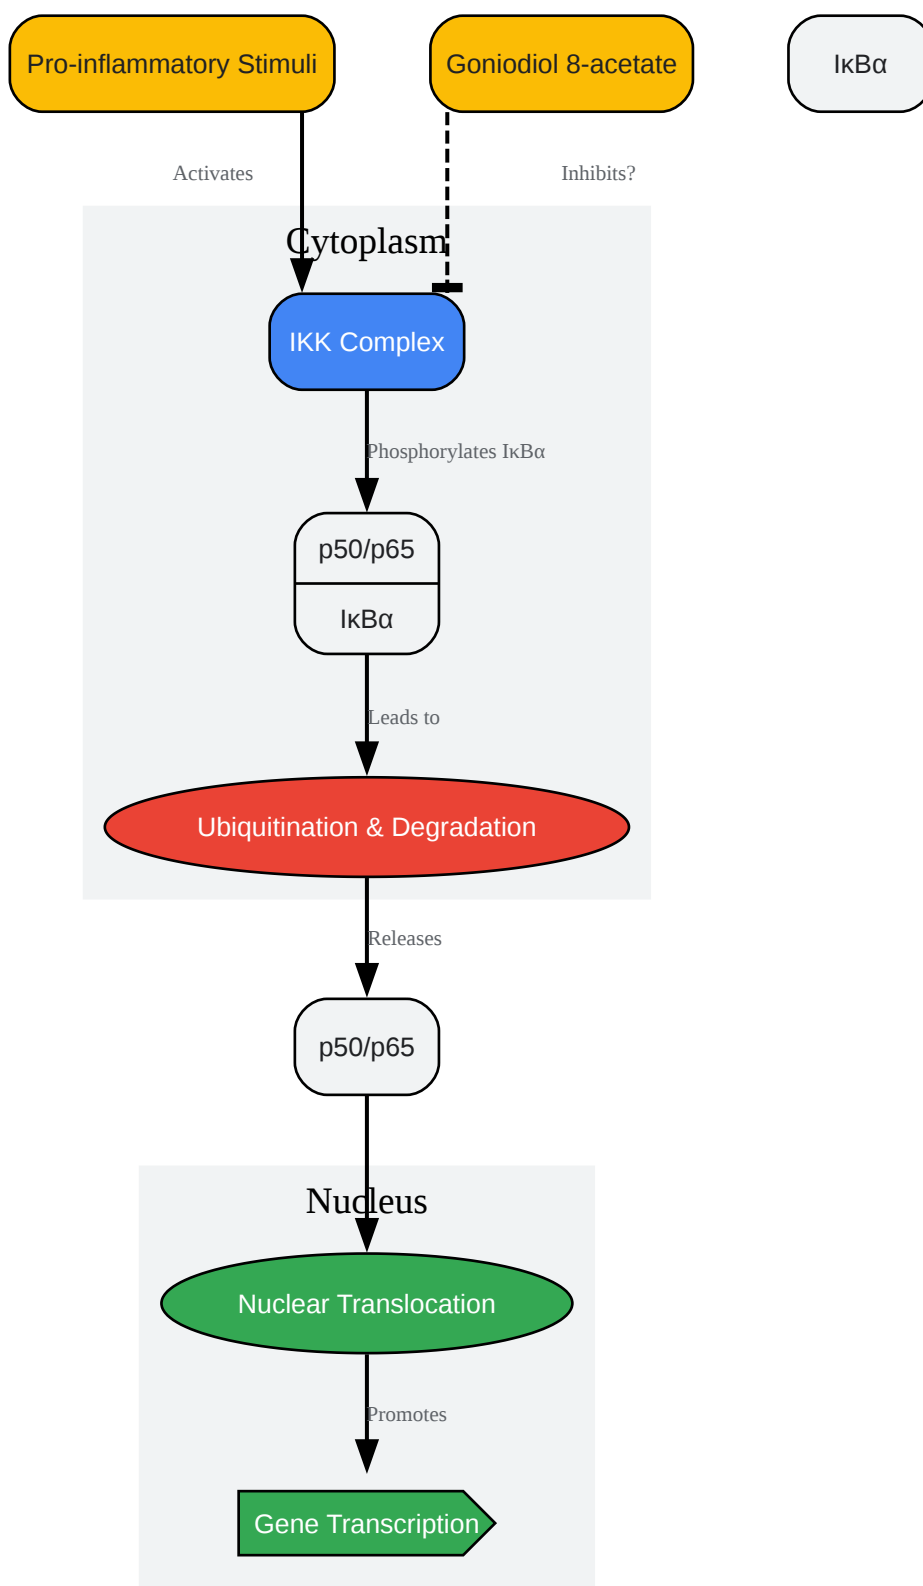 Pro-inflammatory Stimuli
Goniodiol 8-acetate
IκBα
Activates
Inhibits?
Cytoplasm
IKK Complex
Phosphorylates IκBα
p50/p65
IκBα
Leads to
Ubiquitination & Degradation
Releases
p50/p65
Nucleus
Nuclear Translocation
Promotes
Gene Transcription